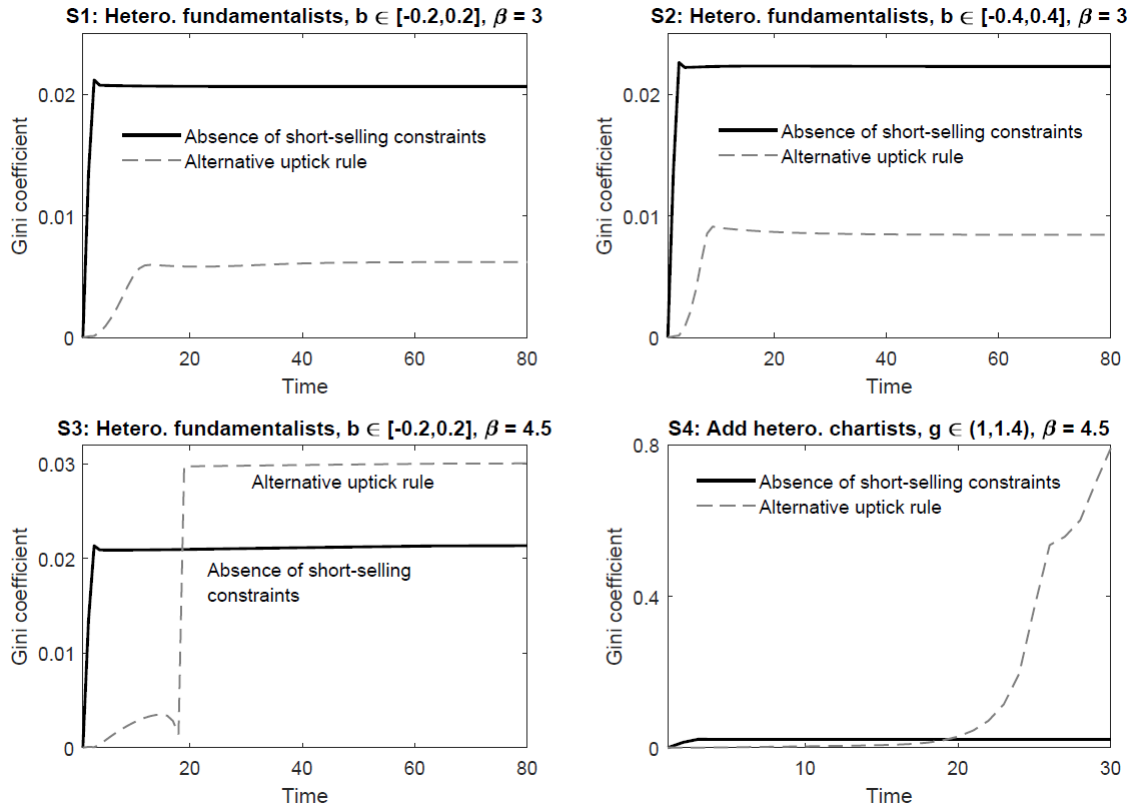 S1: Hetero. fundamentalists, b ∈ [-0.2,0.2], β = 3
Gini coefficient
0.02
0.01
0
Absence of short-selling constraints
Alternative uptick rule
20 40 60 80
Time
S2: Hetero. fundamentalists, b ∈ [-0.4,0.4], β = 3
Gini coefficient
0.02
0.01
0
Absence of short-selling constraints
Alternative uptick rule
20 40 60 80
Time
S3: Hetero. fundamentalists, b ∈ [-0.2,0.2], β = 4.5
Gini coefficient
0.03
0.02
0.01
0
Alternative uptick rule
Absence of short-selling
constraints
20 40 60 80
Time
S4: Add hetero. chartists, g ∈ (1,1.4), β = 4.5
Gini coefficient
0.8
0.4
0
Absence of short-selling constraints
Alternative uptick rule
10 20 30
Time